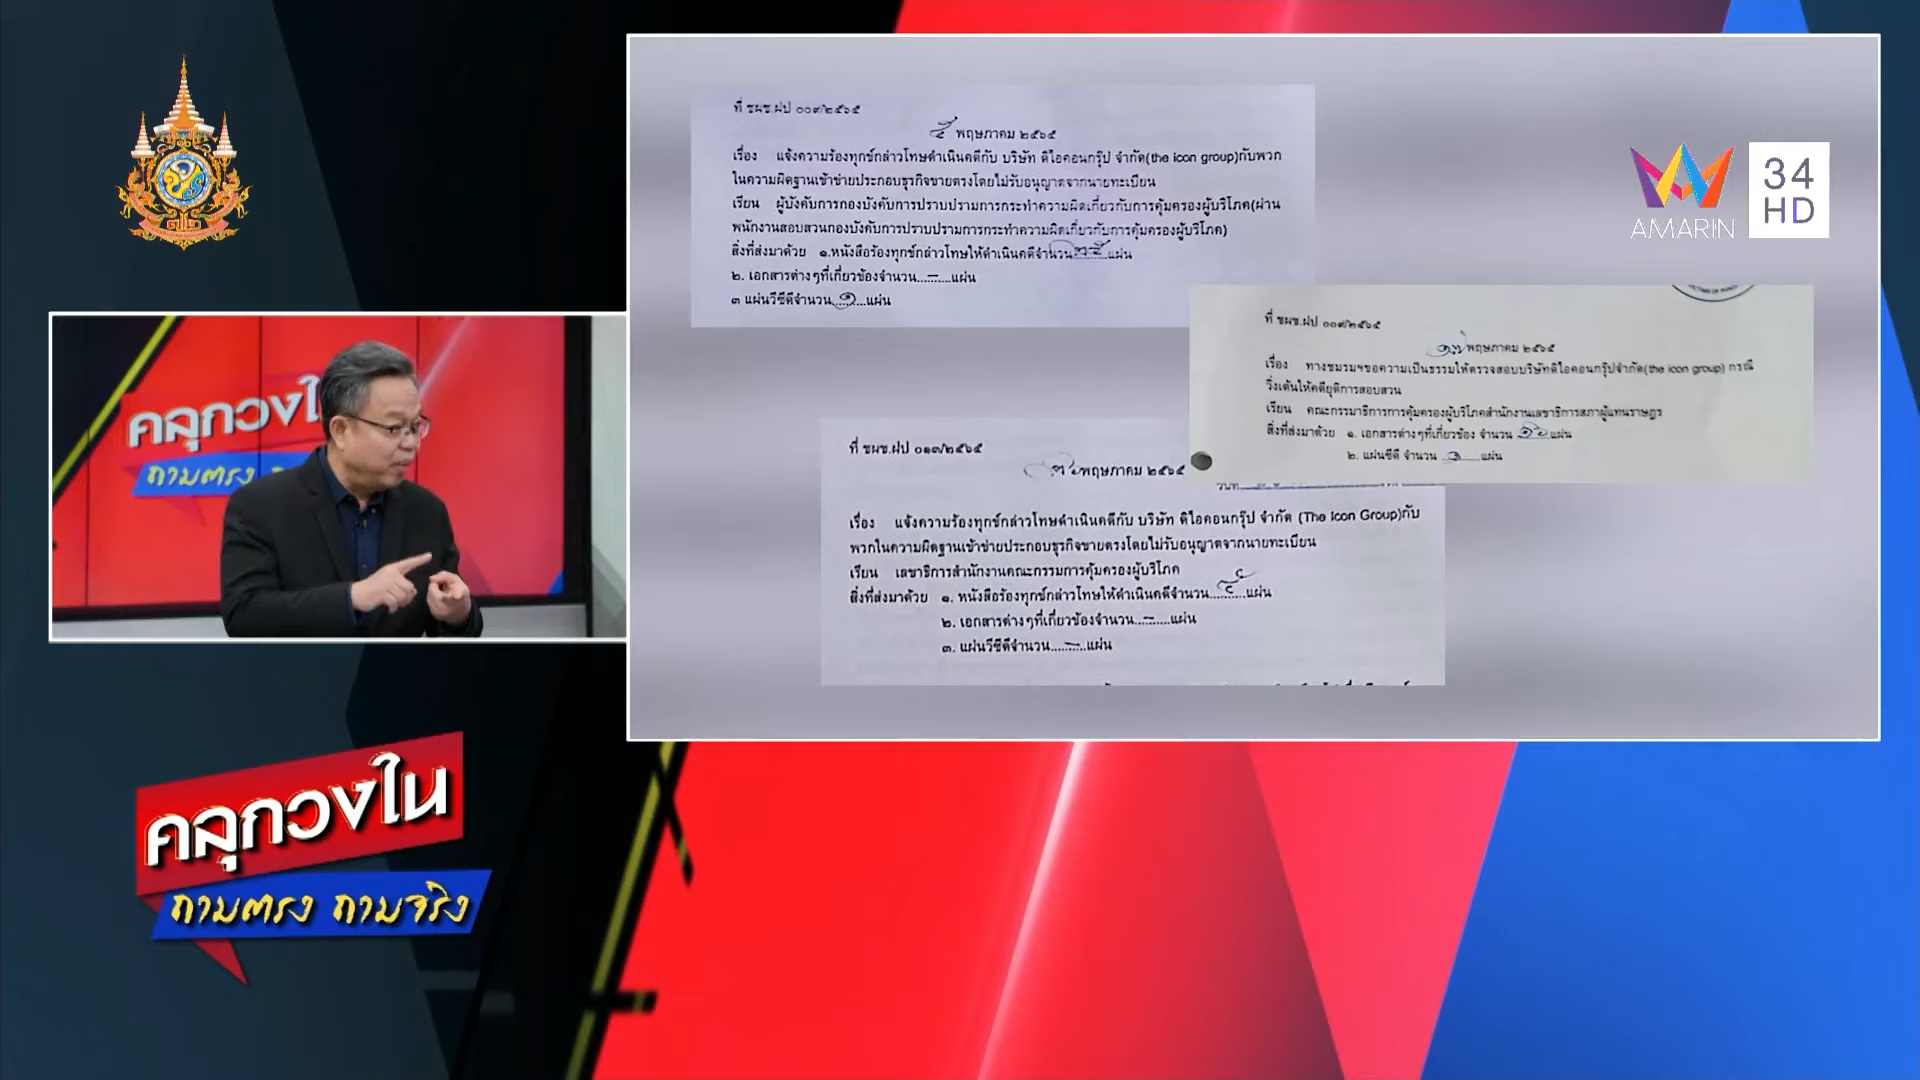 AMARIN
34
HD
ที่ ชผช.ฝป ๐๐๙/๒๕๖๕
๕ พฤษภาคม ๒๕๖๕
เรื่อง แจ้งความร้องทุกข์กล่าวโทษดำเนินคดีกับ บริษัท ดิไอคอนกรุ๊ป จำกัด(the icon group)กับพวก
ในความผิดฐานเข้าข่ายประกอบธุรกิจขายตรงโดยไม่รับอนุญาตจากนายทะเบียน
เรียน ผู้บังคับการกองบังคับการปราบปรามการกระทำความผิดเกี่ยวกับการคุ้มครองผู้บริโภค(ผ่าน
พนักงานสอบสวนกองบังคับการปราบปรามการกระทำความผิดเกี่ยวกับการคุ้มครองผู้บริโภค)
สิ่งที่ส่งมาด้วย ๑.หนังสือร้องทุกข์กล่าวโทษให้ดำเนินคดีจำนวน..๒๕..แผ่น
๒. เอกสารต่างๆที่เกี่ยวข้องจำนวน...-.....แผ่น
๓ แผ่นวีซีดีจำนวน..๑...แผ่น
ที่ ชผช.ฝป ๐๐๙/๒๕๖๕
๑๗ พฤษภาคม ๒๕๖๕
เรื่อง ทางชมรมฯขอความเป็นธรรมให้ตรวจสอบบริษัทดิไอคอนกรุ๊ปจำกัด(the icon group) กรณี
วิ่งเต้นให้คดียุติการสอบสวน
เรียน คณะกรรมาธิการการคุ้มครองผู้บริโภคสำนักงานเลขาธิการสภาผู้แทนราษฎร
สิ่งที่ส่งมาด้วย ๑. เอกสารต่างๆที่เกี่ยวข้อง จำนวน แผ่น
๒. แผ่นซีดี จำนวน ..๑.....แผ่น
ที่ ชผช.ฝป ๐๑๓/๒๕๖๕
พฤษภาคม ๒๕๖๕
เรื่อง แจ้งความร้องทุกข์กล่าวโทษดำเนินคดีกับ บริษัท ดิไอคอนกรุ๊ป จำกัด (The Icon Group)กับ
พวกในความผิดฐานเข้าข่ายประกอบธุรกิจขายตรงโดยไม่รับอนุญาตจากนายทะเบียน
เรียน เลขาธิการสำนักงานคณะกรรมการคุ้มครองผู้บริโภค
สิ่งที่ส่งมาด้วย ๑. หนังสือร้องทุกข์กล่าวโทษให้ดำเนินคดีจำนวน....๔....แผ่น
๒. เอกสารต่างๆที่เกี่ยวข้องจำนวน...-.....แผ่น
๓. แผ่นวีซีดีจำนวน...-....แผ่น
คลุกวงใ
ถามตรง
คลุกวงใน
ถามตรง ถามจริง